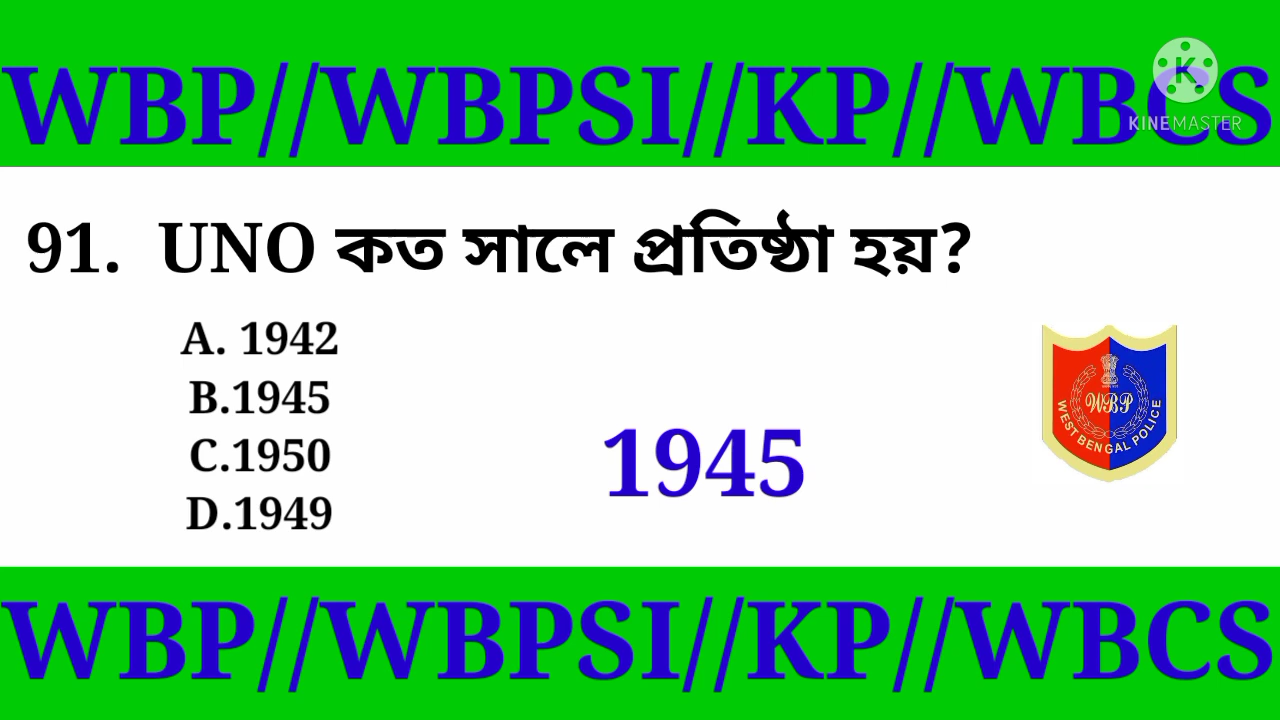 WBP//WBPSI//KP//WBCS
K
KINEMASTER
91. UNO কত সালে প্রতিষ্ঠা হয়?
A. 1942
B.1945
C.1950
D.1949
1945
WBP
WEST BENGAL POLICE
WBP//WBPSI//KP//WBCS